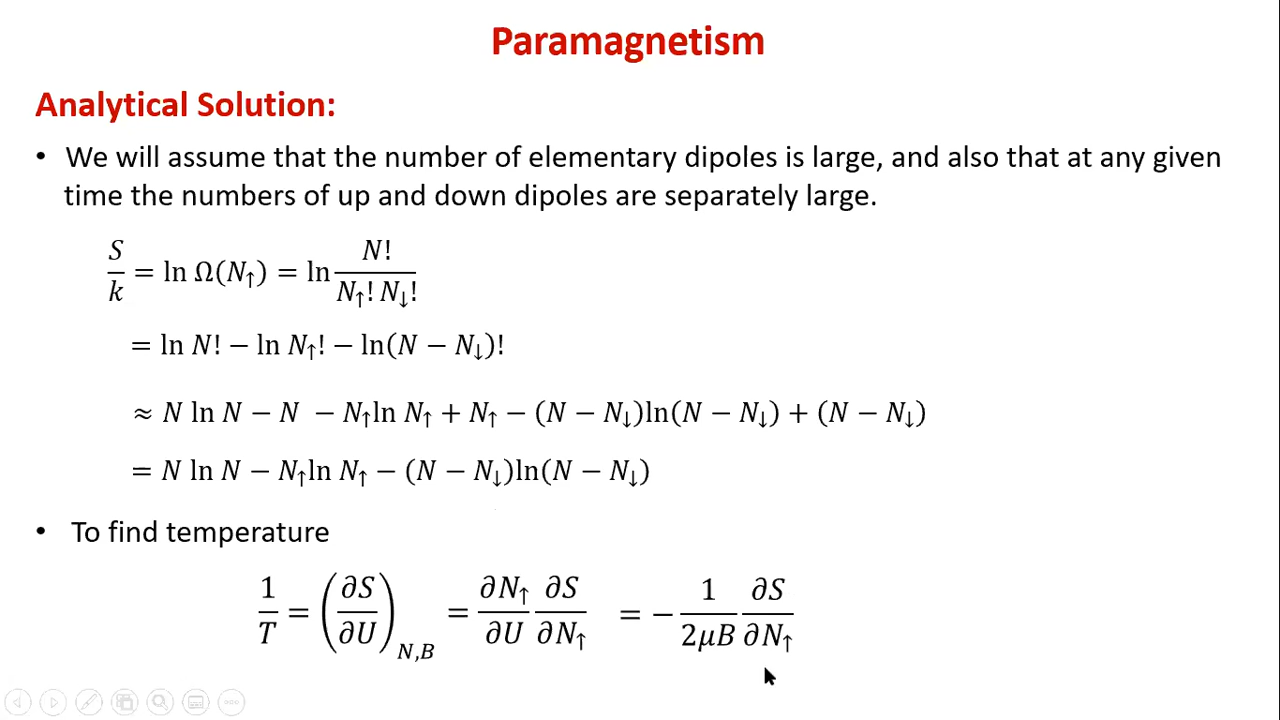 Paramagnetism
Analytical Solution:
• We will assume that the number of elementary dipoles is large, and also that at any given
time the numbers of up and down dipoles are separately large.
S/k = ln Ω(N↑) = ln N!/(N↑! N↓!)
= ln N! − ln N↑! − ln(N − N↓)!
≈ N ln N − N − N↑ln N↑ + N↑ − (N − N↓)ln(N − N↓) + (N − N↓)
= N ln N − N↑ln N↑ − (N − N↓)ln(N − N↓)
• To find temperature
1/T = (∂S/∂U)_N,B = ∂N↑/∂U ∂S/∂N↑ = − 1/2μB ∂S/∂N↑